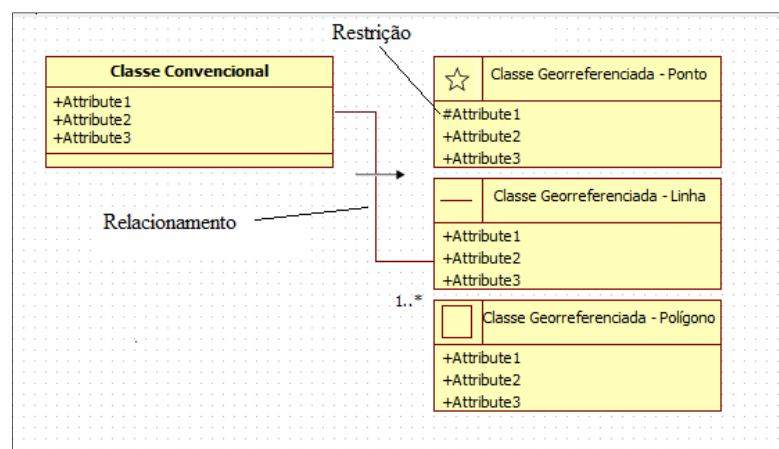 Restrição
Classe Convencional
+Attribute1
+Attribute2
+Attribute3
Classe Georreferenciada - Ponto
#Attribute1
+Attribute2
+Attribute3
Relacionamento
Classe Georreferenciada - Linha
+Attribute1
+Attribute2
+Attribute3
1..*
Classe Georreferenciada - Polígono
+Attribute1
+Attribute2
+Attribute3